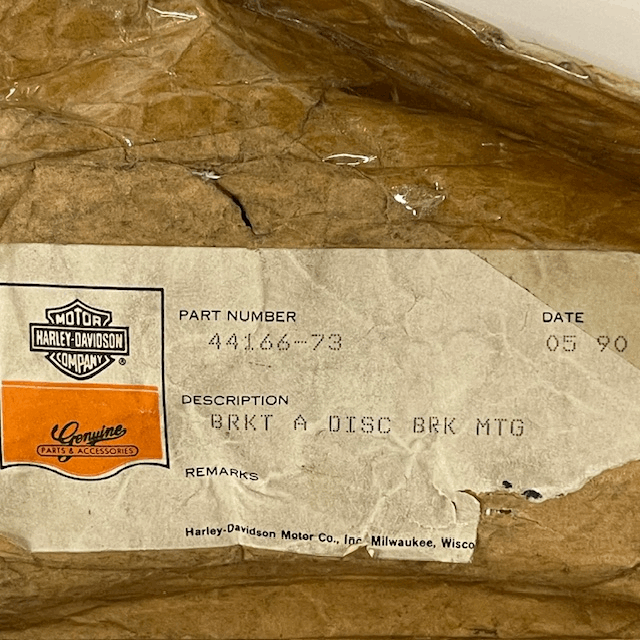 MOTOR
HARLEY-DAVIDSON
COMPANY
®
Genuine
PARTS & ACCESSORIES
PART NUMBER
44166-73
DATE
05 90
DESCRIPTION
BRKT A DISC BRK MTG
REMARKS
Harley-Davidson Motor Co., Inc. Milwaukee, Wisco